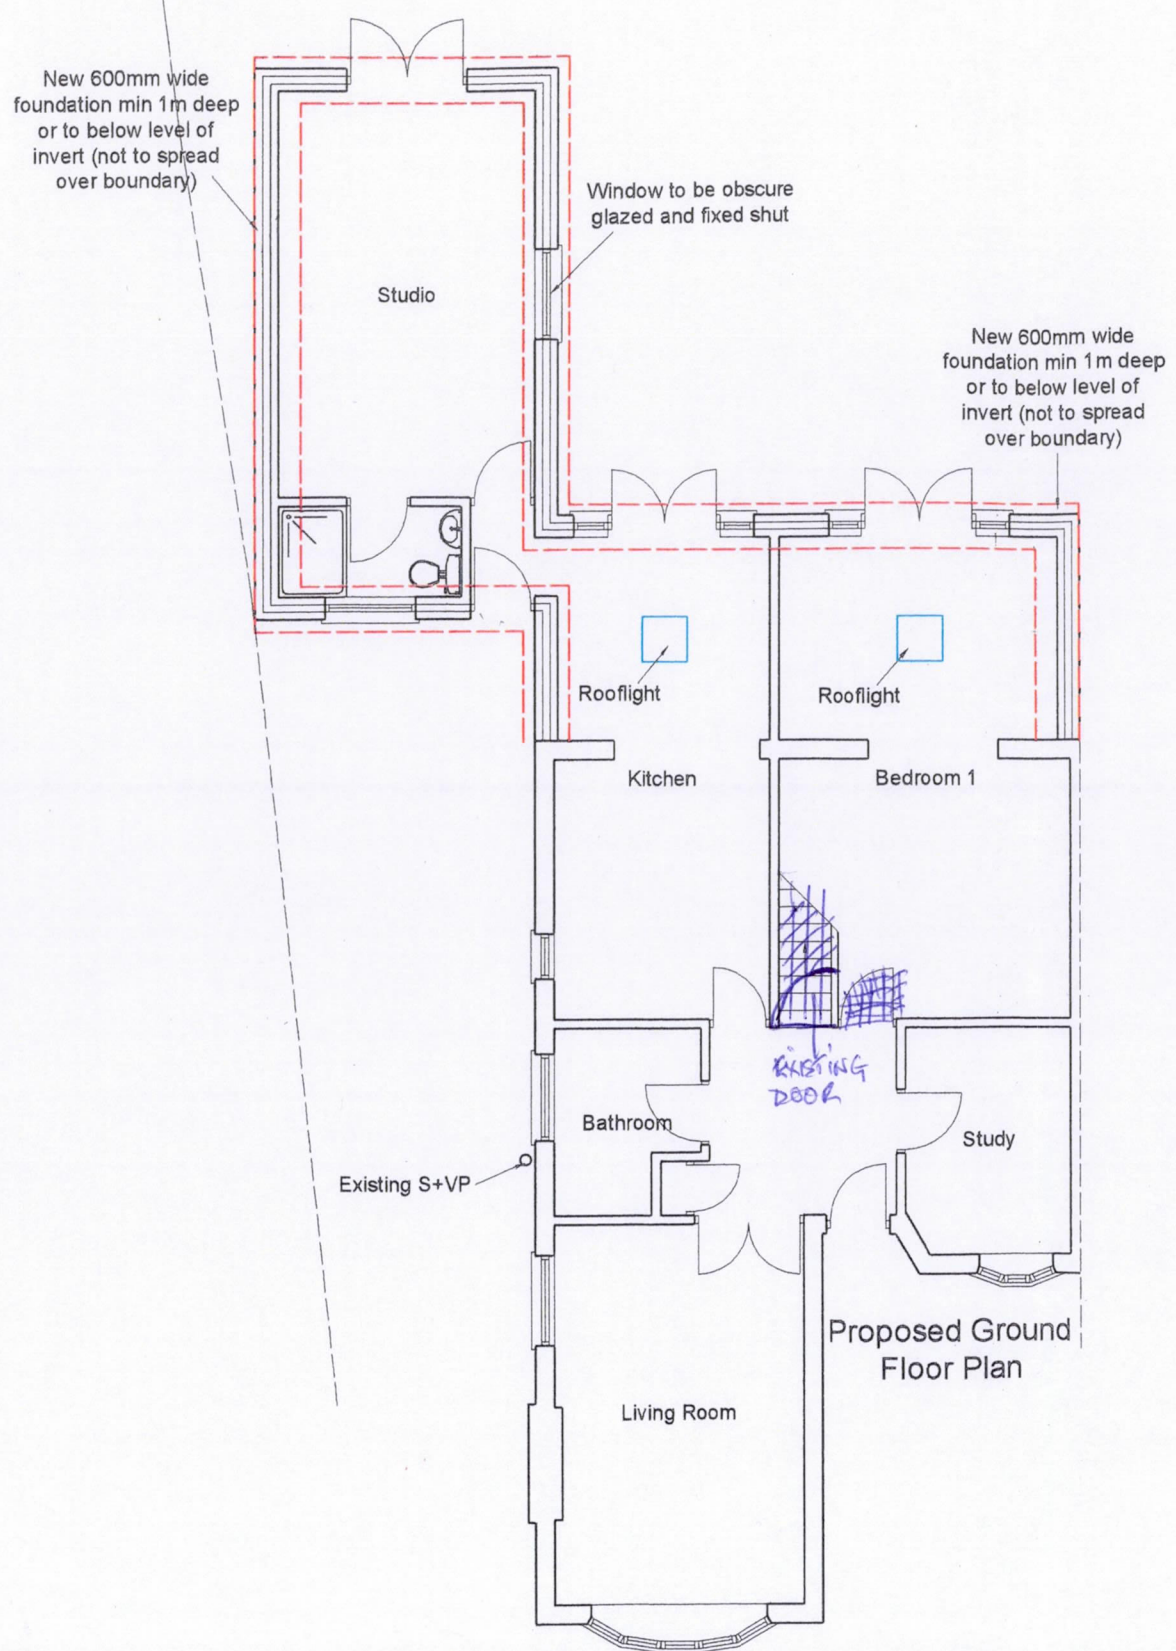 New 600mm wide
foundation min 1m deep
or to below level of
invert (not to spread
over boundary)
Window to be obscure
glazed and fixed shut
Studio
New 600mm wide
foundation min 1m deep
or to below level of
invert (not to spread
over boundary)
Rooflight
Rooflight
Kitchen
Bedroom 1
EXISTING
DOOR
Bathroom
Study
Existing S+VP
Proposed Ground
Floor Plan
Living Room